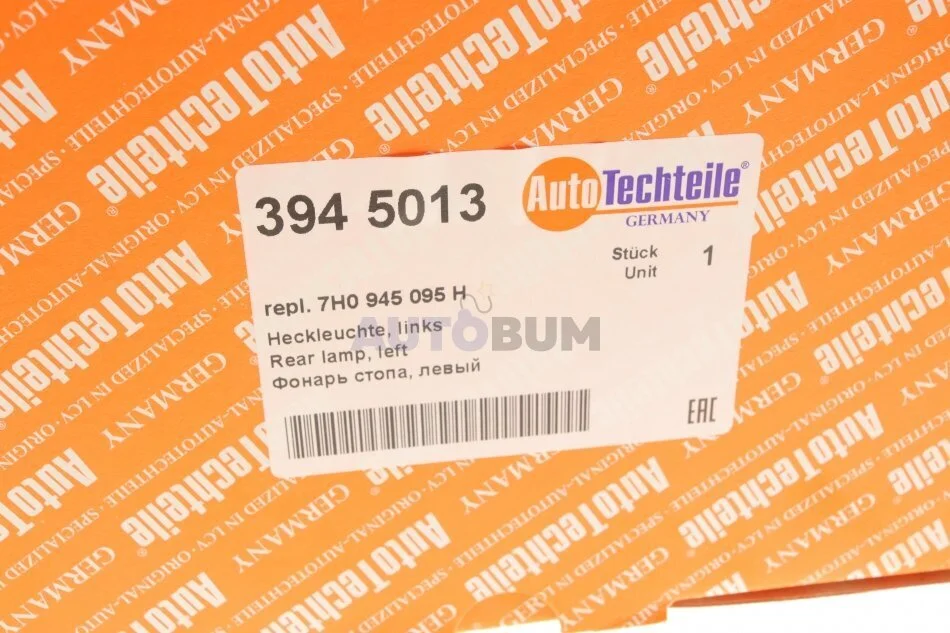 394 5013
AutoTechteile®
GERMANY
Stück
Unit
1
repl. 7H0 945 095 H
Heckleuchte, links
Rear lamp, left
Фонарь стопа, левый
EAC
AUTOBUM
AutoTechteile®
GERMANY
SPECIALIZED IN LCV · ORIGINAL-AUTOTECHTEILE